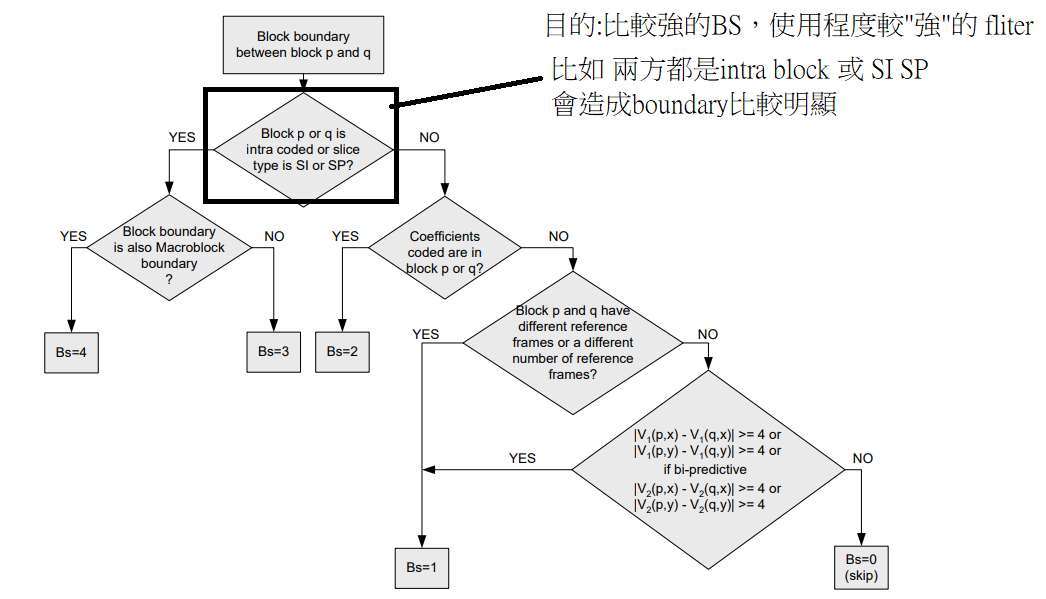 Block boundary
between block p and q
目的:比較強的BS，使用程度較"強"的 fliter
比如 兩方都是intra block 或 SI SP
會造成boundary比較明顯
YES
Block p or q is
intra coded or slice
type is SI or SP?
NO
YES
Block boundary
is also Macroblock
boundary
?
NO
YES
Coefficients
coded are in
block p or q?
NO
Bs=4
Bs=3
Bs=2
YES
Block p and q have
different reference
frames or a different
number of reference
frames?
NO
YES
|V1(p,x) - V1(q,x)| >= 4 or
|V1(p,y) - V1(q,y)| >= 4 or
if bi-predictive
|V2(p,x) - V2(q,x)| >= 4 or
|V2(p,y) - V2(q,y)| >= 4
NO
Bs=1
Bs=0
(skip)